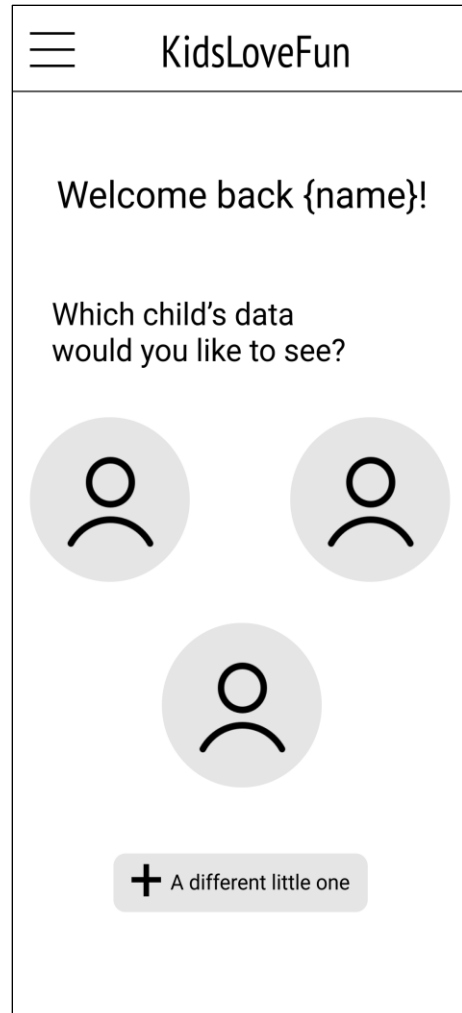 KidsLoveFun
Welcome back {name}!
Which child’s data
would you like to see?
A different little one